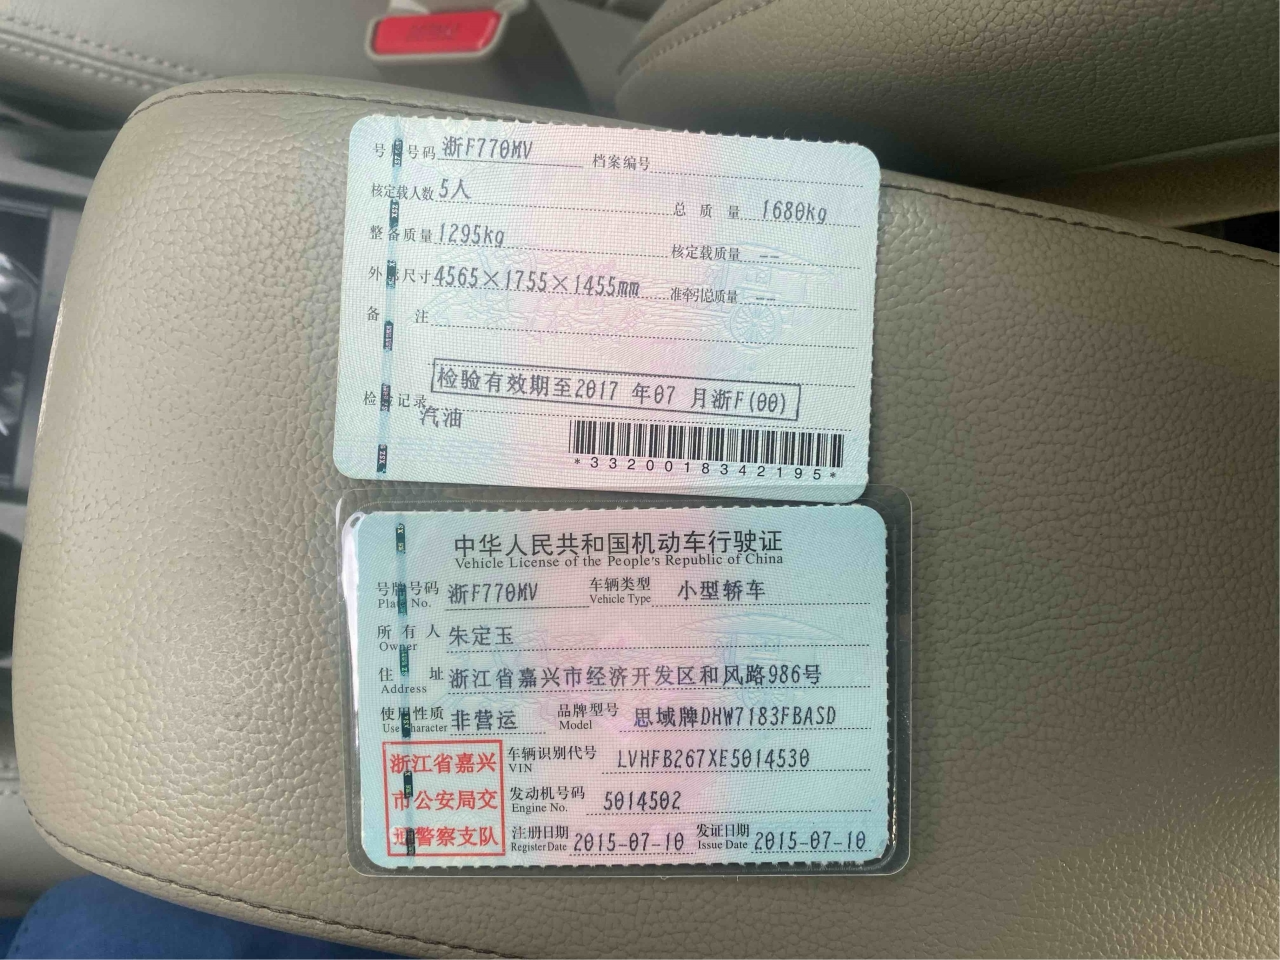 号牌号码 浙F770MV 档案编号
核定载人数 5人 总质量 1680kg
整备质量 1295kg 核定载质量 --
外形尺寸 4565×1755×1455mm 准牵引总质量 --
备注
检验有效期至2017年07月浙F(00)
检验记录
汽油
*3320018342195*
中华人民共和国机动车行驶证
Vehicle License of the People's Republic of China
号牌号码 浙F770MV 车辆类型 小型轿车
Plate No. Vehicle Type
所有人 朱定玉
Owner
住址 浙江省嘉兴市经济开发区和风路986号
Address
使用性质 非营运 品牌型号 思域牌DHW7183FBASD
Use Character Model
浙江省嘉兴
市公安局交
通警察支队
车辆识别代号 LVHFB267XE5014530
VIN
发动机号码 5014502
Engine No.
注册日期 2015-07-10 发证日期 2015-07-10
Register Date Issue Date